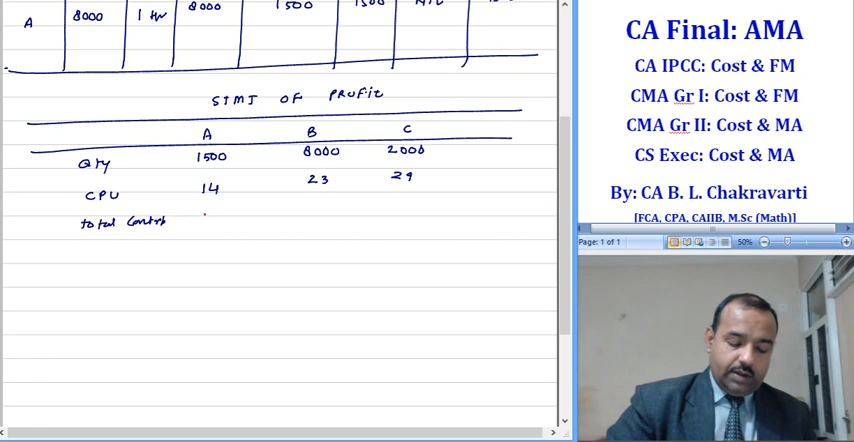 A 8000 1 Hr 8000 1500 1500
STMT OF PROFIT
A B C
Qty 1500 8000 2000
CPU 14 23 29
total Contrb
CA Final: AMA
CA IPCC: Cost & FM
CMA Gr I: Cost & FM
CMA Gr II: Cost & MA
CS Exec: Cost & MA
By: CA B. L. Chakravarti
[FCA, CPA, CAIIB, M.Sc (Math)]
Page: 1 of 1 50%